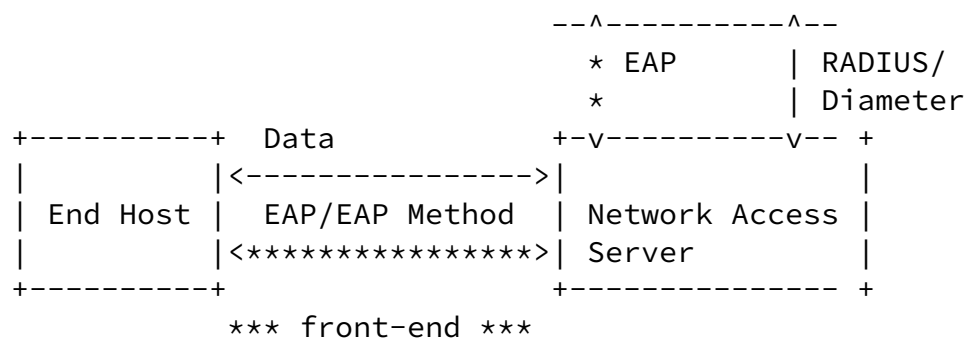 --^----------^--
* EAP | RADIUS/
* | Diameter
+----------+ Data +-v----------v-- +
| |<---------------->| |
| End Host | EAP/EAP Method | Network Access |
| |<****************>| Server |
+----------+ +--------------- +
*** front-end ***